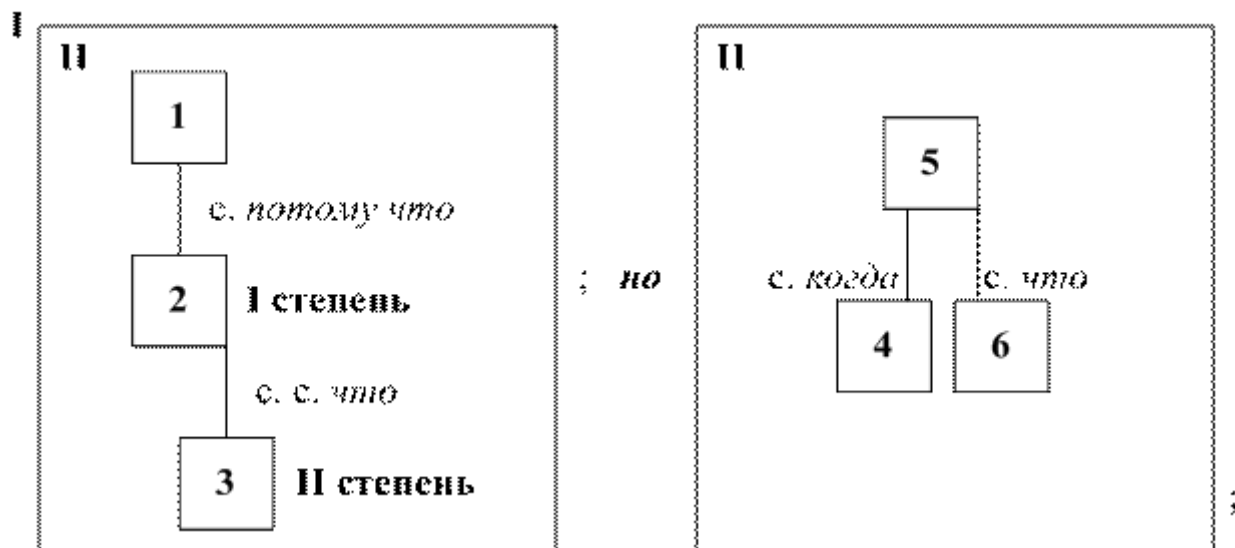 I
II
1
с. потому что
2 I степень
с. с. что
3 II степень
; но
II
5
с. когда с. что
4 6
;